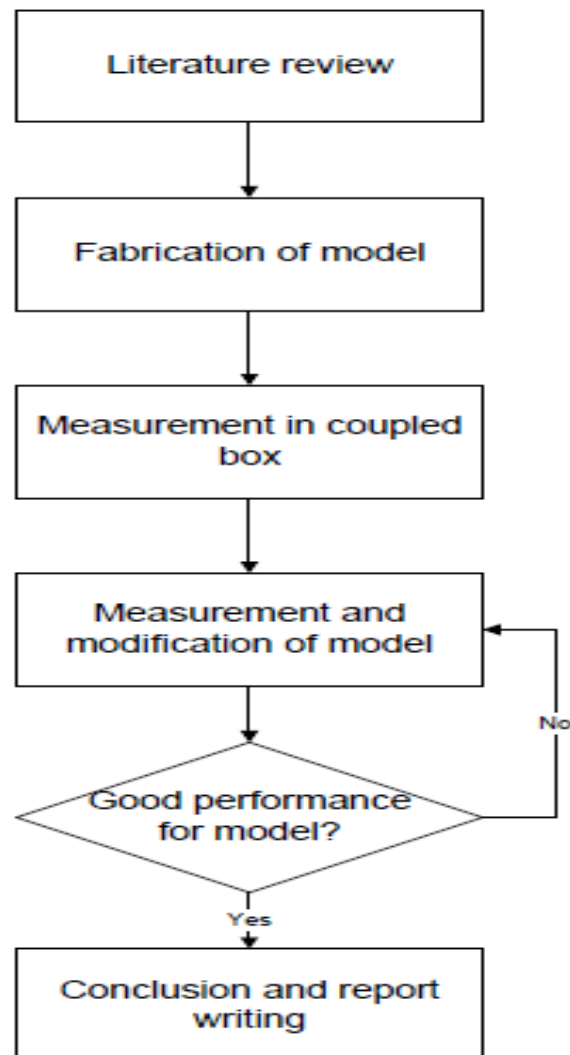 Literature review
Fabrication of model
Measurement in coupled
box
Measurement and
modification of model
No
Good performance
for model?
Yes
Conclusion and report
writing